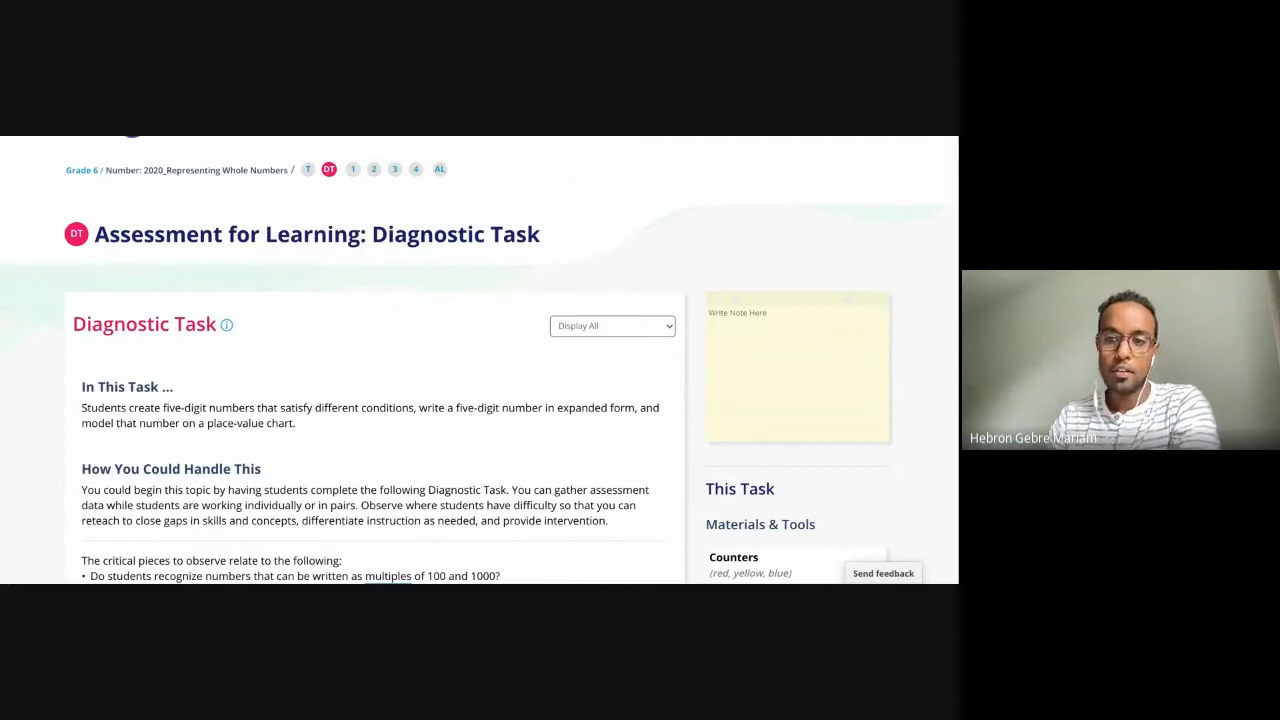 Grade 6 / Number: 2020_Representing Whole Numbers / T DT 1 2 3 4 AL
DT Assessment for Learning: Diagnostic Task
Diagnostic Task i
Display All
In This Task ...
Students create five-digit numbers that satisfy different conditions, write a five-digit number in expanded form, and
model that number on a place-value chart.
How You Could Handle This
You could begin this topic by having students complete the following Diagnostic Task. You can gather assessment
data while students are working individually or in pairs. Observe where students have difficulty so that you can
reteach to close gaps in skills and concepts, differentiate instruction as needed, and provide intervention.
The critical pieces to observe relate to the following:
• Do students recognize numbers that can be written as multiples of 100 and 1000?
Write Note Here
This Task
Materials & Tools
Counters
(red, yellow, blue)
Send feedback
Hebron Gebre Mariam